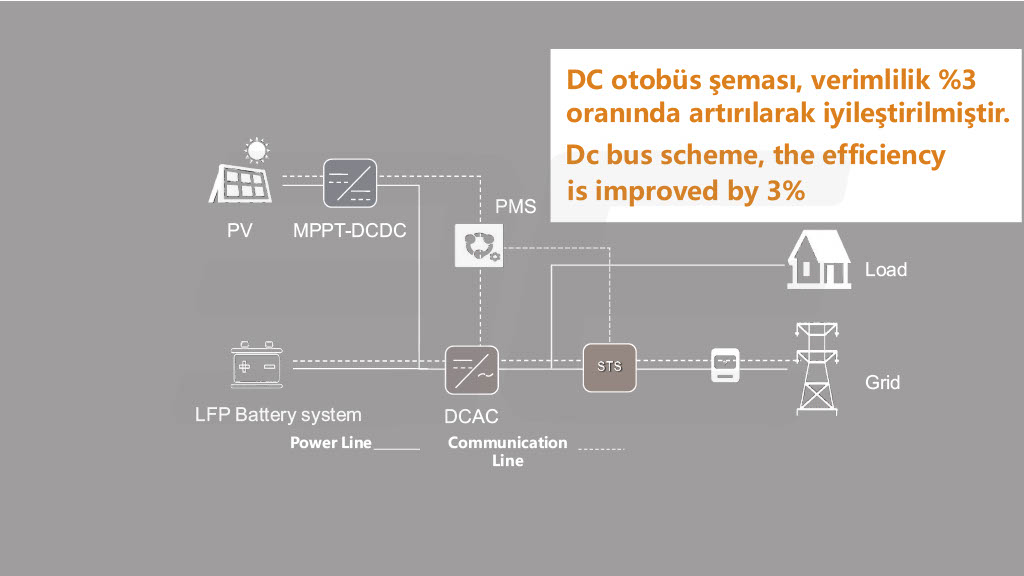 DC otobüs şeması, verimlilik %3
oranında artırılarak iyileştirilmiştir.
Dc bus scheme, the efficiency
is improved by 3%
PMS
PV
MPPT-DCDC
Load
STS
Grid
LFP Battery system
DCAC
Power Line
Communication
Line